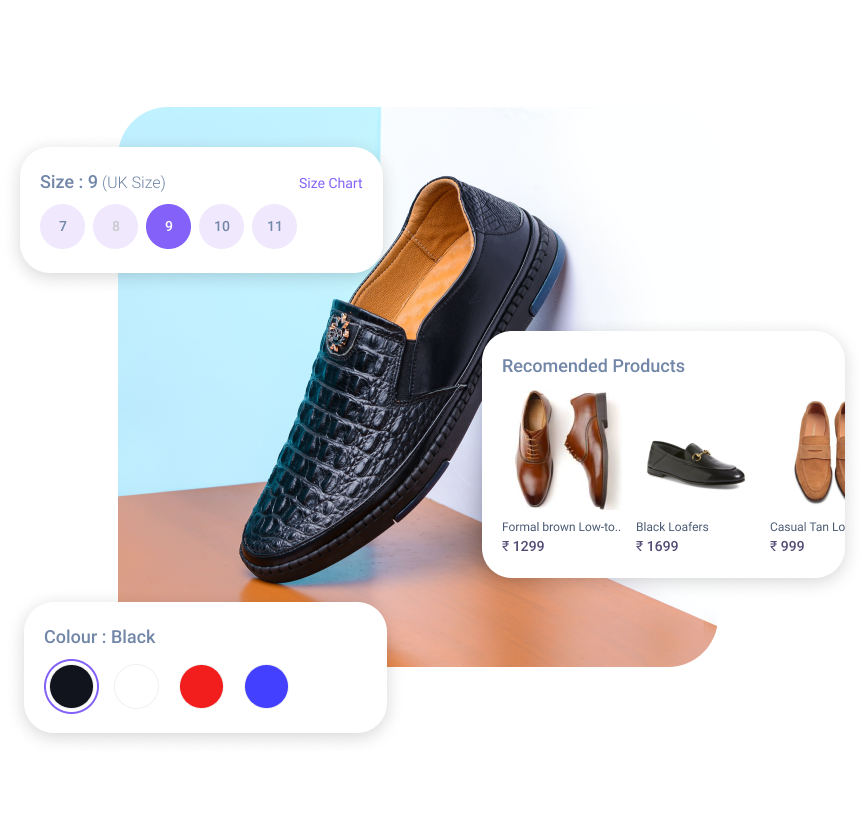 Size : 9 (UK Size)
Size Chart
7 8 9 10 11
Recomended Products
Formal brown Low-to.. Black Loafers Casual Tan Lo
₹ 1299 ₹ 1699 ₹ 999
Colour : Black